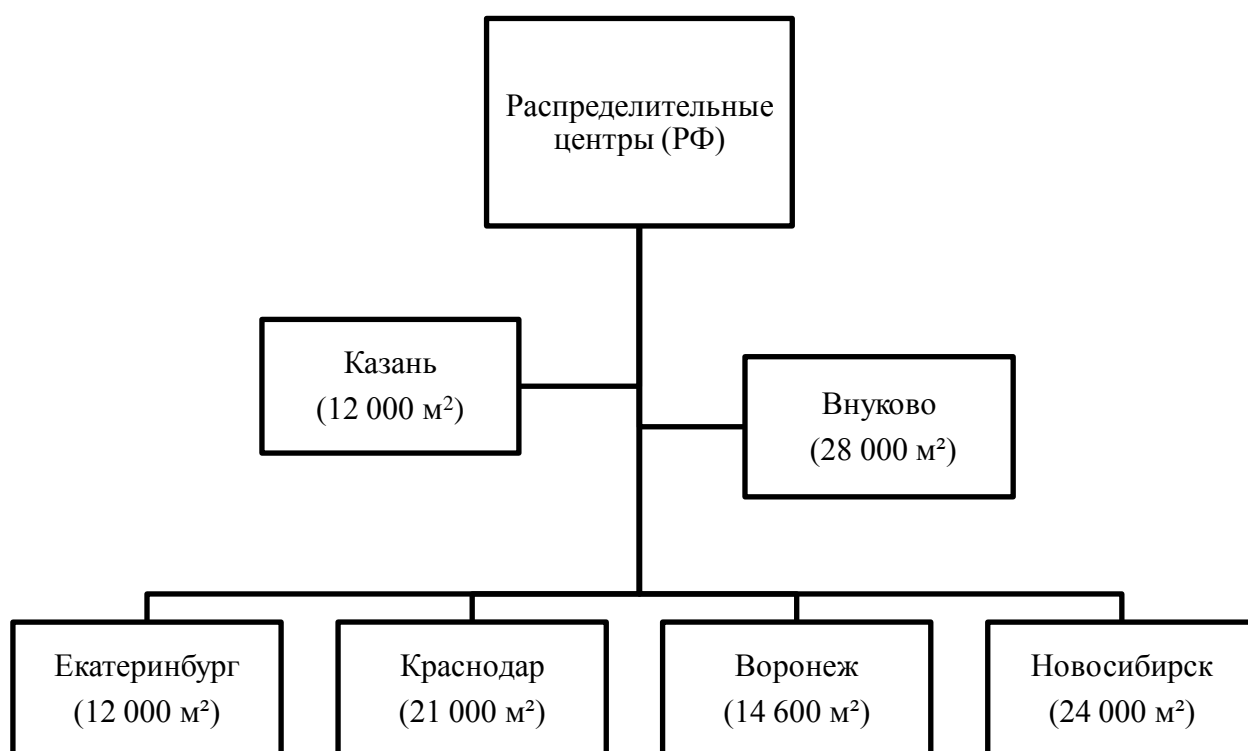 Распределительные
центры (РФ)
Казань
(12 000 м²)
Внуково
(28 000 м²)
Екатеринбург
(12 000 м²)
Краснодар
(21 000 м²)
Воронеж
(14 600 м²)
Новосибирск
(24 000 м²)